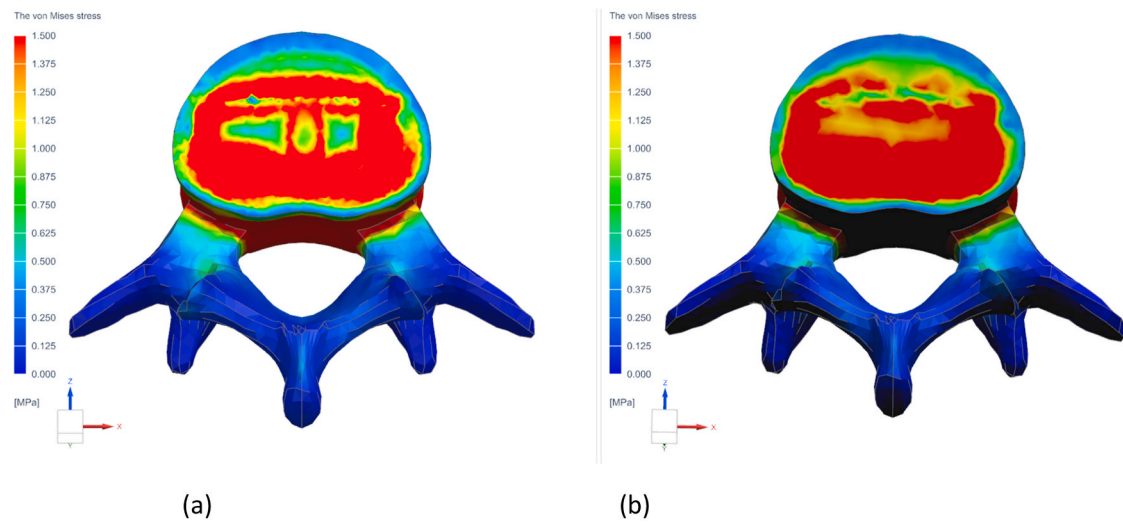 The von Mises stress
1.500
1.375
1.250
1.125
1.000
0.875
0.750
0.625
0.500
0.375
0.250
0.125
0.000
[MPa]
Z
X
Y
(a)
The von Mises stress
1.500
1.375
1.250
1.125
1.000
0.875
0.750
0.625
0.500
0.375
0.250
0.125
0.000
[MPa]
Z
X
Y
(b)